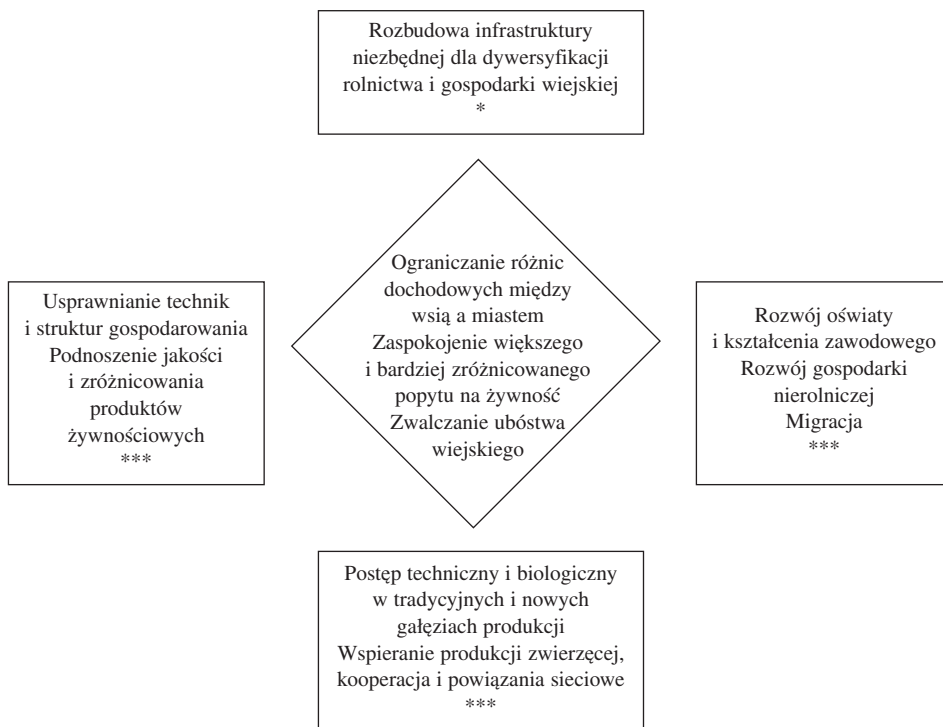 Rozbudowa infrastruktury
niezbędnej dla dywersyfikacji
rolnictwa i gospodarki wiejskiej
*
Usprawnianie technik
i struktur gospodarowania
Podnoszenie jakości
i zróżnicowania
produktów
żywnościowych
***
Ograniczanie różnic
dochodowych między
wsią a miastem
Zaspokojenie większego
i bardziej zróżnicowanego
popytu na żywność
Zwalczanie ubóstwa
wiejskiego
Rozwój oświaty
i kształcenia zawodowego
Rozwój gospodarki
nierolniczej
Migracja
***
Postęp techniczny i biologiczny
w tradycyjnych i nowych
gałęziach produkcji
Wspieranie produkcji zwierzęcej,
kooperacja i powiązania sieciowe
***